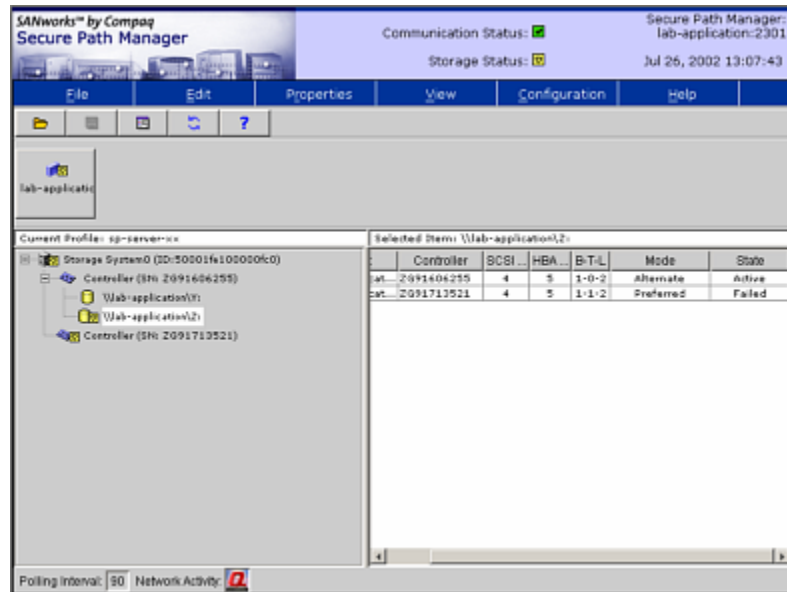 SANworks™ by Compaq
Secure Path Manager
Communication Status:
Storage Status:
Secure Path Manager:
lab-application:2301
Jul 26, 2002 13:07:43
File Edit Properties View Configuration Help
?
lab-applicatio
Current Profile: sp-server-xx
Selected Item: \\lab-application\Z:
Storage System0 (ID:50001fe100000fc0)
Controller (SN: ZG91606255)
\\lab-application\Y:
\\lab-application\Z:
Controller (SN: ZG91713521)
: Controller SCSI ... HBA ... B-T-L Mode State
cat... ZG91606255 4 5 1-0-2 Alternate Active
cat... ZG91713521 4 5 1-1-2 Preferred Failed
Polling Interval: 90 Network Activity: